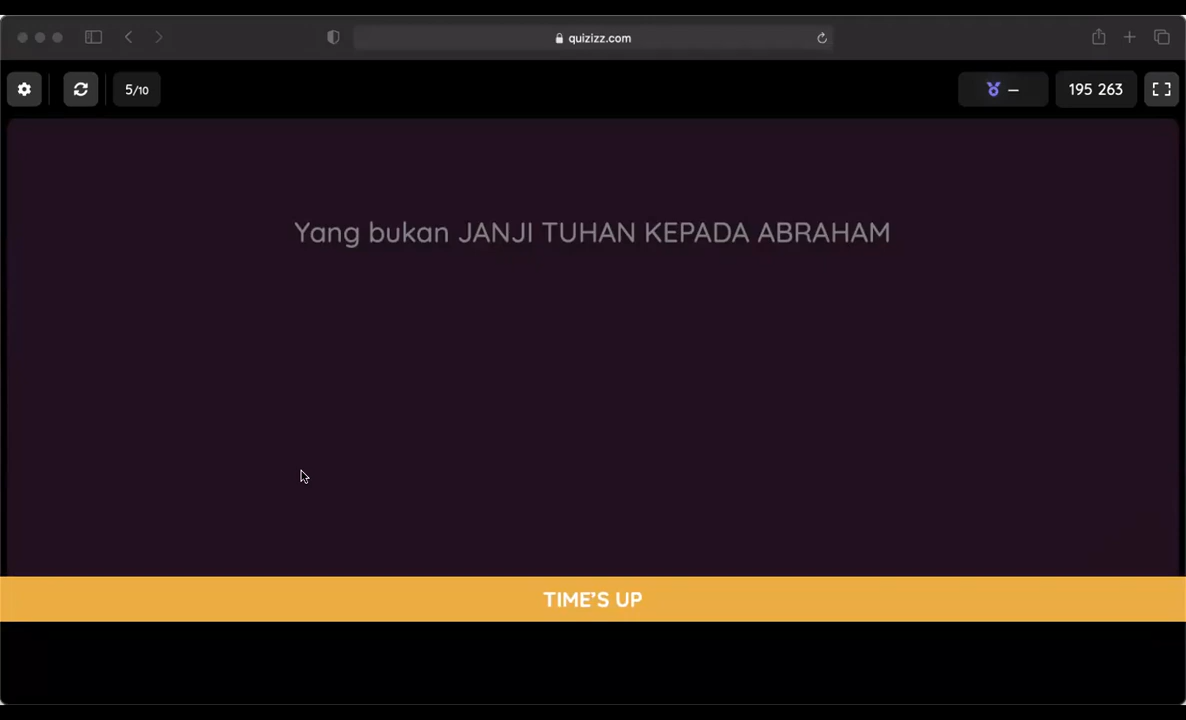 quizizz.com
5/10
– 195 263
Yang bukan JANJI TUHAN KEPADA ABRAHAM
TIME'S UP